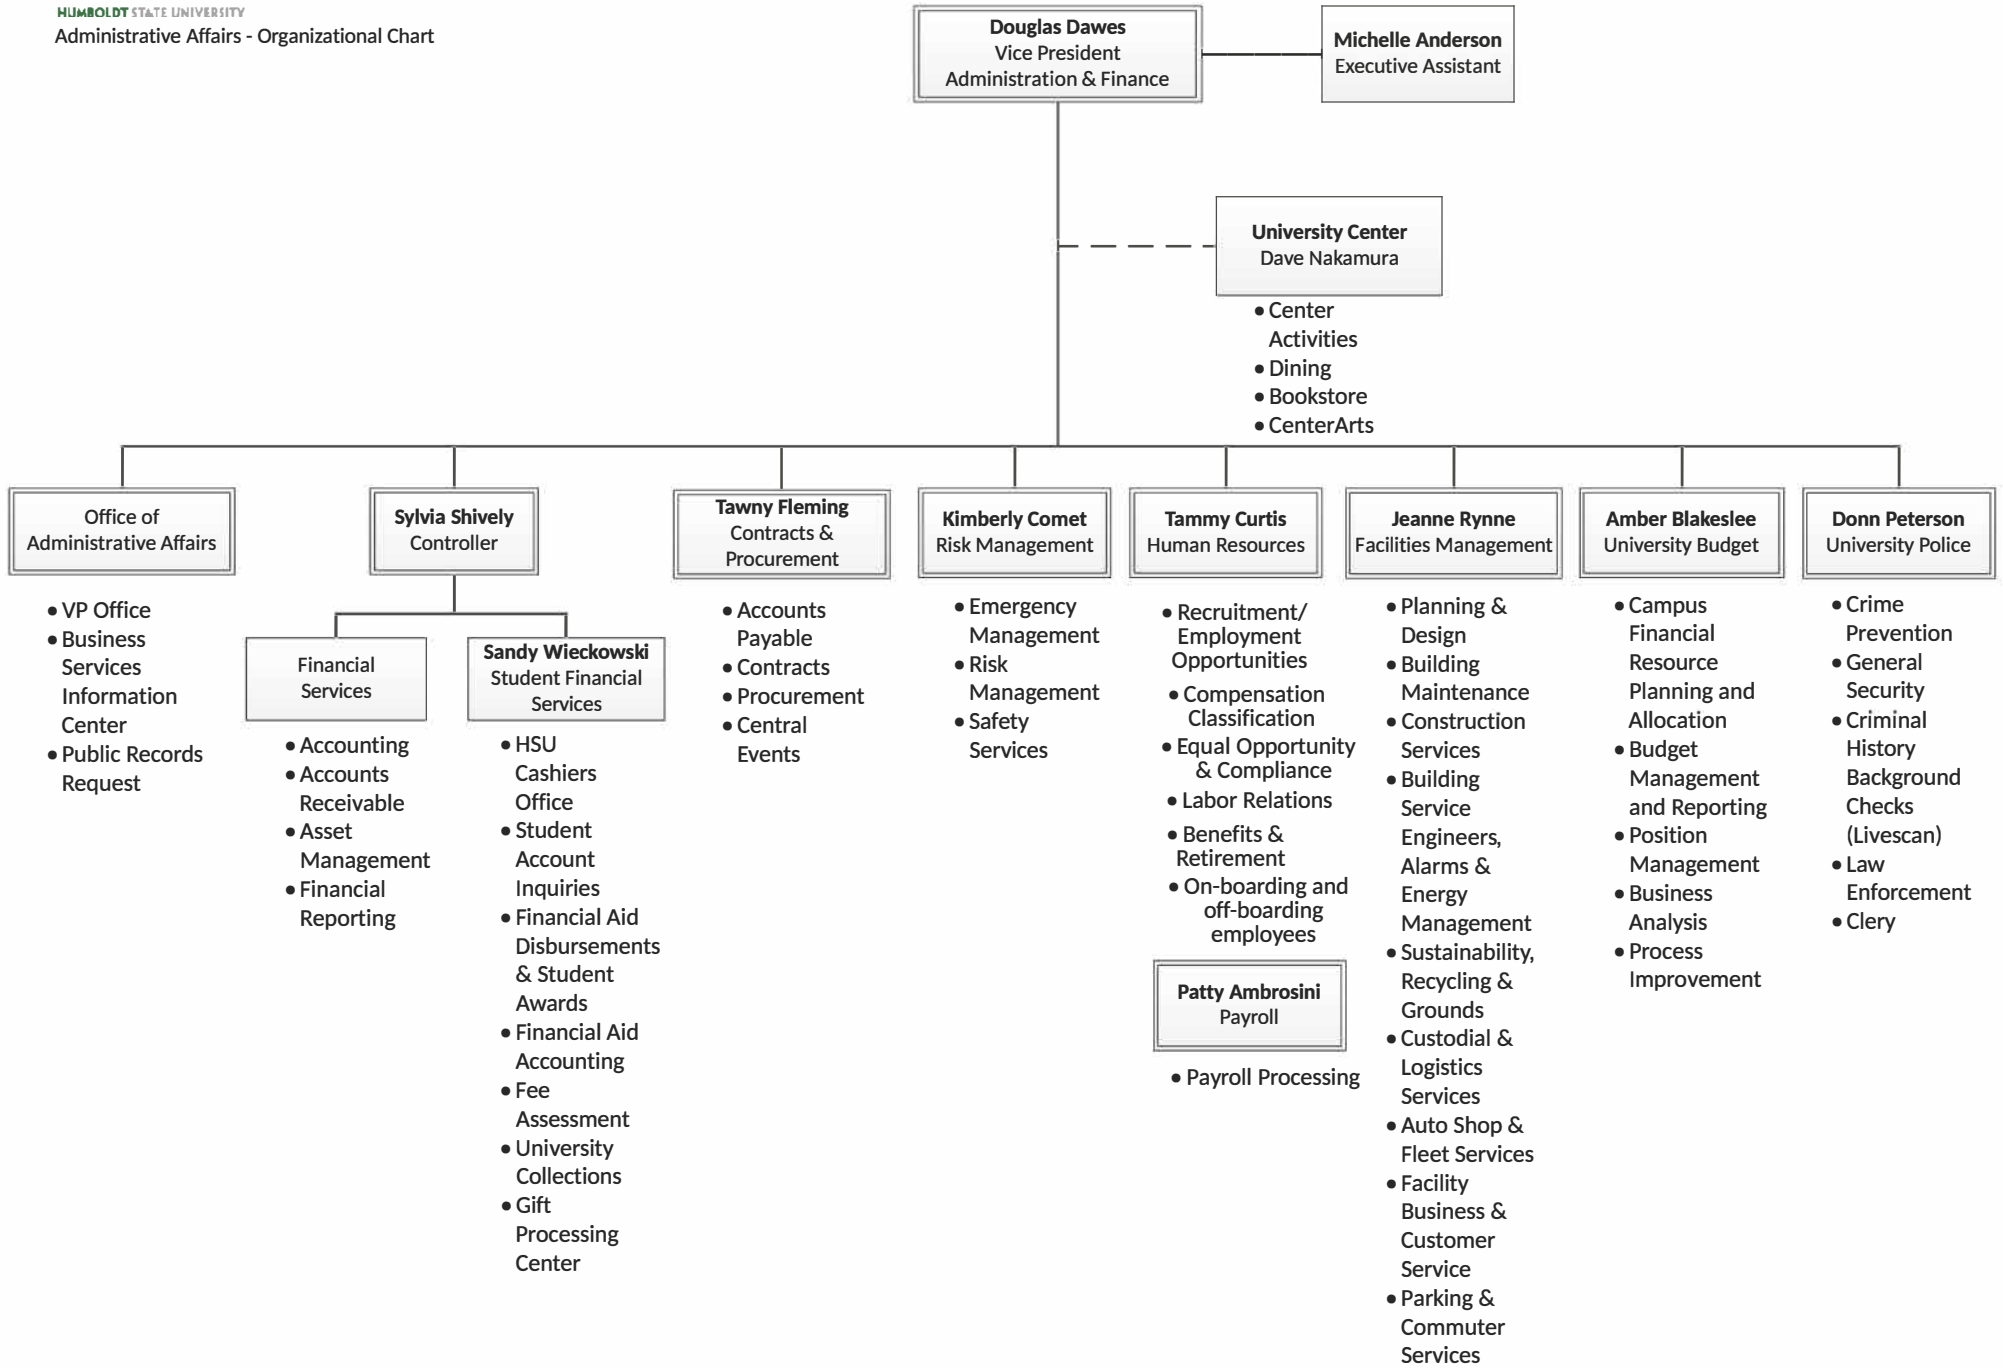 HUMBOLDT STATE UNIVERSITY
Administrative Affairs - Organizational Chart
Douglas Dawes
Vice President
Administration & Finance
Michelle Anderson
Executive Assistant
University Center
Dave Nakamura
• Center
Activities
• Dining
• Bookstore
• CenterArts
Office of
Administrative Affairs
• VP Office
• Business
Services
Information
Center
• Public Records
Request
Sylvia Shively
Controller
Financial
Services
• Accounting
• Accounts
Receivable
• Asset
Management
• Financial
Reporting
Sandy Wieckowski
Student Financial
Services
• HSU
Cashiers
Office
• Student
Account
Inquiries
• Financial Aid
Disbursements
& Student
Awards
• Financial Aid
Accounting
• Fee
Assessment
• University
Collections
• Gift
Processing
Center
Tawny Fleming
Contracts &
Procurement
• Accounts
Payable
• Contracts
• Procurement
• Central
Events
Kimberly Comet
Risk Management
• Emergency
Management
• Risk
Management
• Safety
Services
Tammy Curtis
Human Resources
• Recruitment/
Employment
Opportunities
• Compensation
Classification
• Equal Opportunity
& Compliance
• Labor Relations
• Benefits &
Retirement
• On-boarding and
off-boarding
employees
Patty Ambrosini
Payroll
• Payroll Processing
Jeanne Rynne
Facilities Management
• Planning &
Design
• Building
Maintenance
• Construction
Services
• Building
Service
Engineers,
Alarms &
Energy
Management
• Sustainability,
Recycling &
Grounds
• Custodial &
Logistics
Services
• Auto Shop &
Fleet Services
• Facility
Business &
Customer
Service
• Parking &
Commuter
Services
Amber Blakeslee
University Budget
• Campus
Financial
Resource
Planning and
Allocation
• Budget
Management
and Reporting
• Position
Management
• Business
Analysis
• Process
Improvement
Donn Peterson
University Police
• Crime
Prevention
• General
Security
• Criminal
History
Background
Checks
(Livescan)
• Law
Enforcement
• Clery